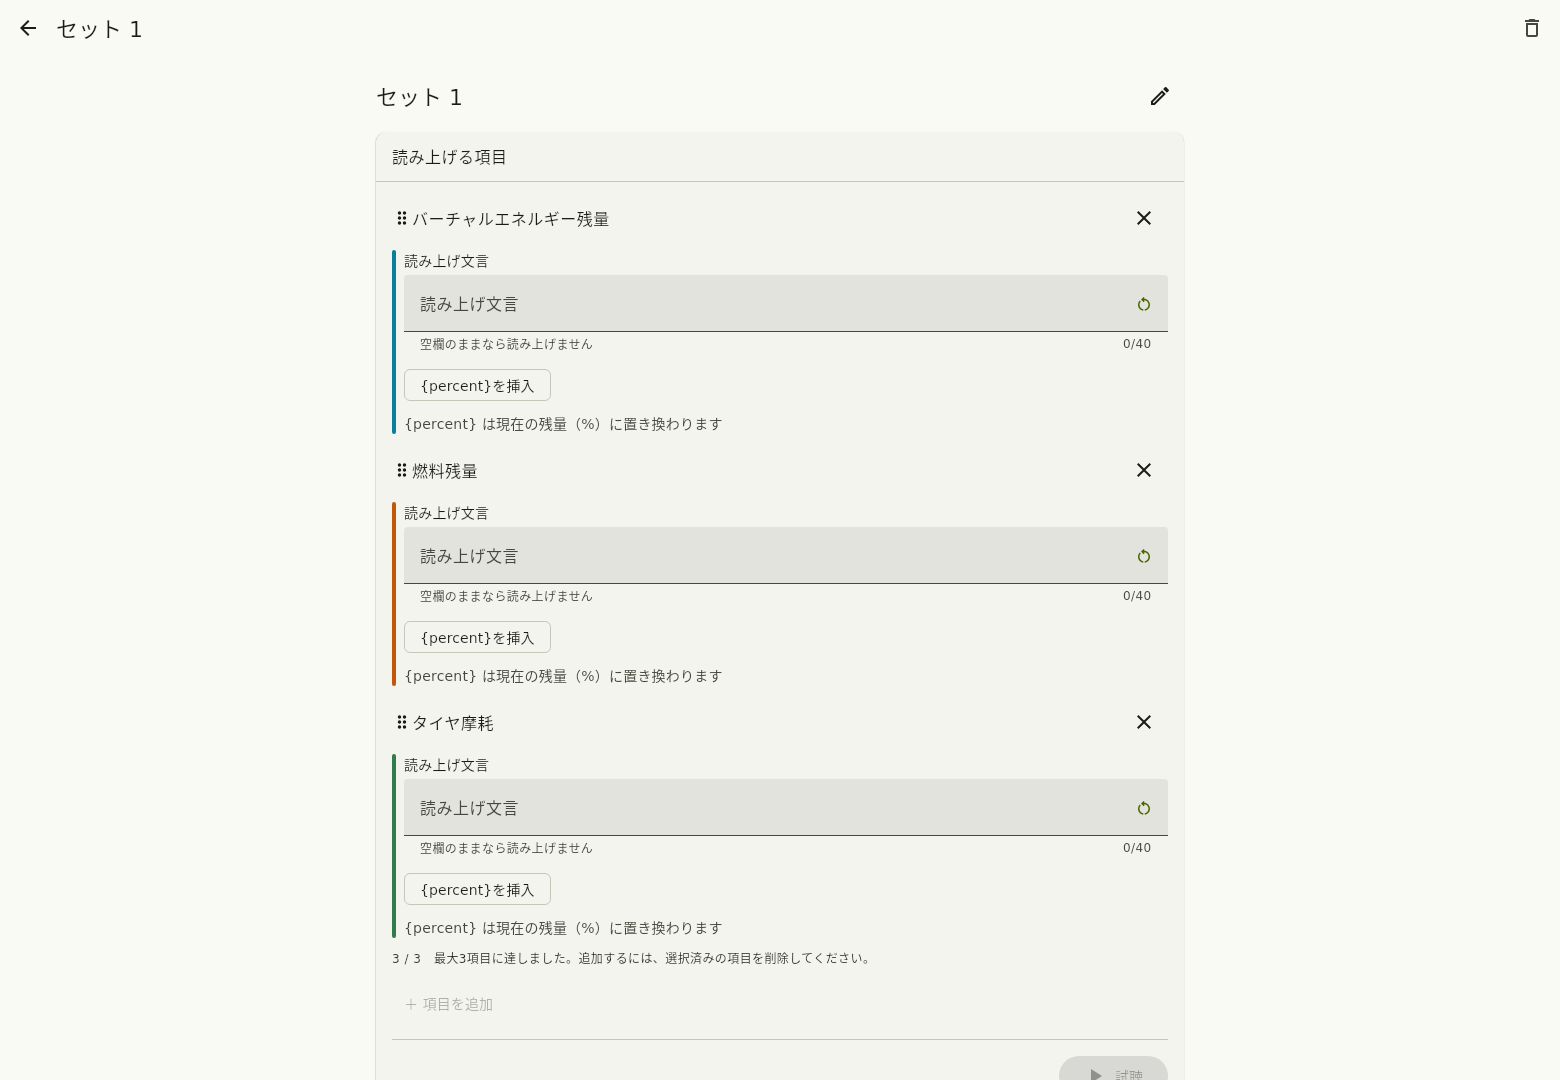 セット 1
セット 1
読み上げる項目
バーチャルエネルギー残量
読み上げ文言
読み上げ文言
空欄のままなら読み上げません 0/40
{percent}を挿入
{percent} は現在の残量（%）に置き換わります
燃料残量
読み上げ文言
読み上げ文言
空欄のままなら読み上げません 0/40
{percent}を挿入
{percent} は現在の残量（%）に置き換わります
タイヤ摩耗
読み上げ文言
読み上げ文言
空欄のままなら読み上げません 0/40
{percent}を挿入
{percent} は現在の残量（%）に置き換わります
3 / 3　最大3項目に達しました。追加するには、選択済みの項目を削除してください。
項目を追加
試聴